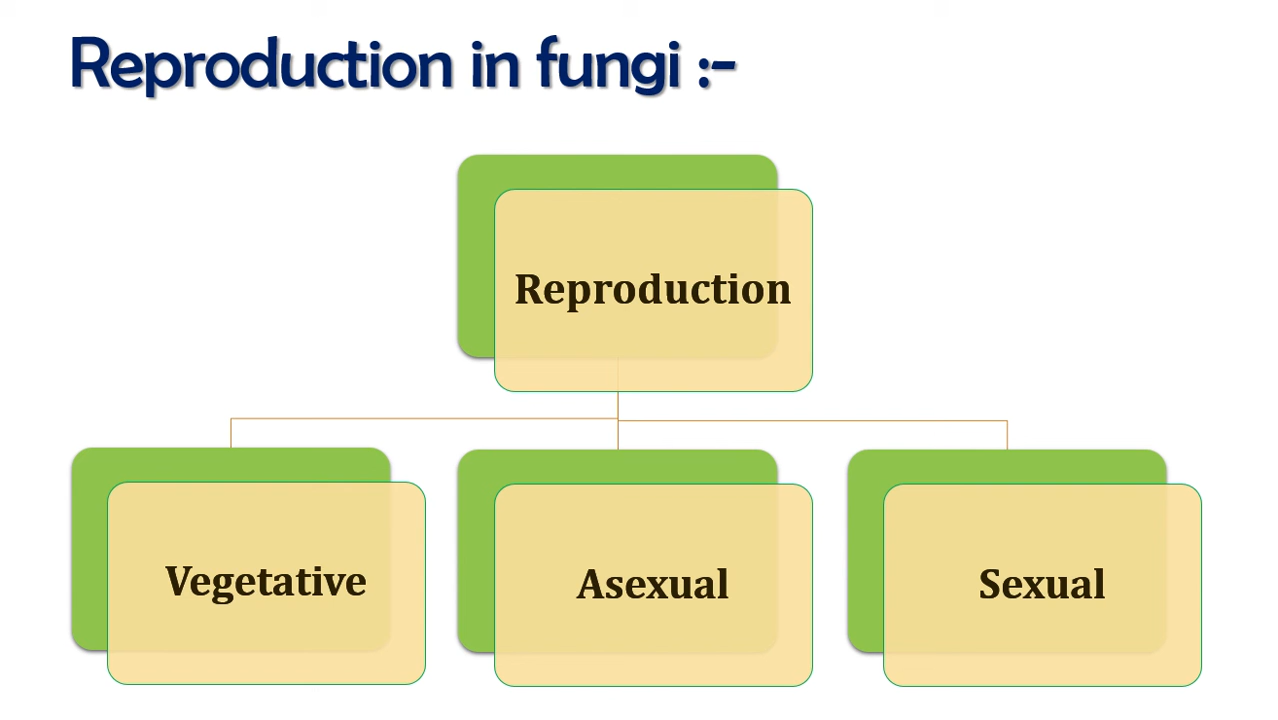 Reproduction in fungi :-
Reproduction
Vegetative
Asexual
Sexual